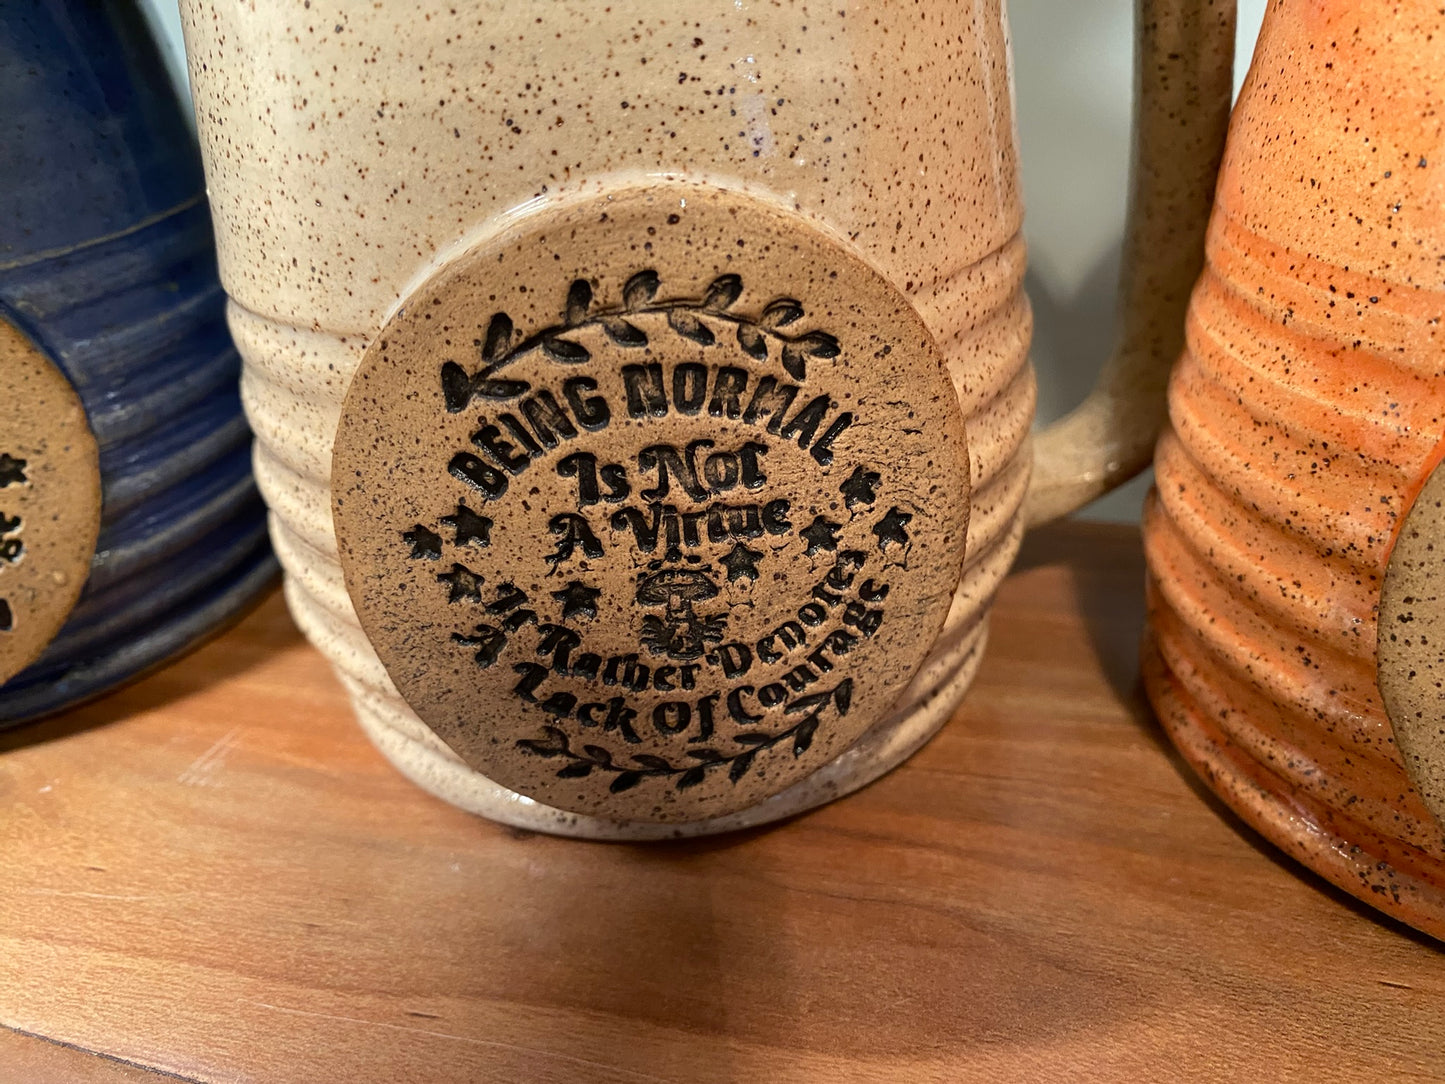 BEING NORMAL
Is Not
A Virtue
It Rather Denotes
A Lack Of Courage